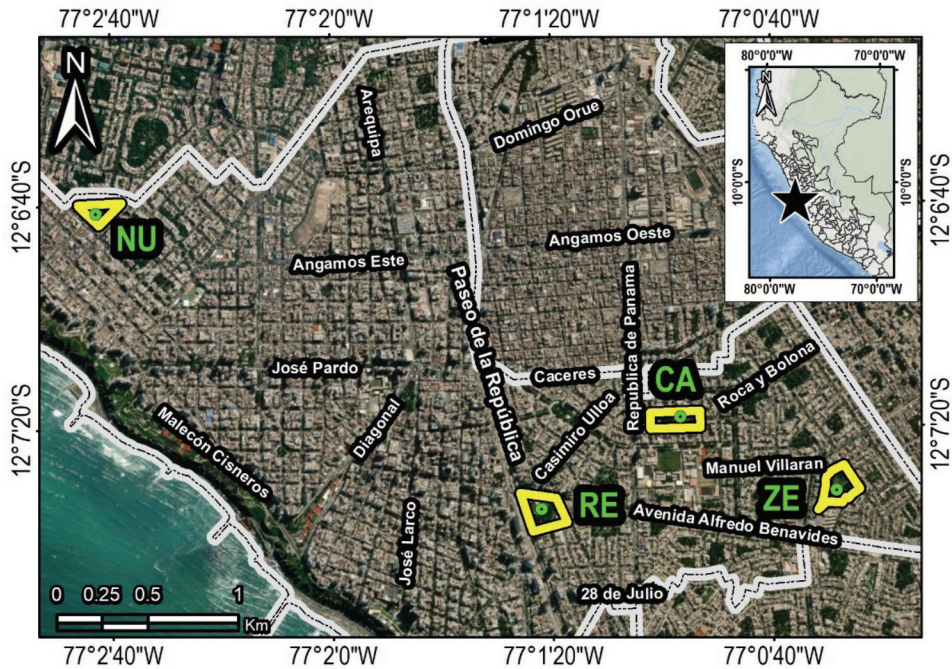 77°2'40"W
77°2'0"W
77°1'20"W
77°0'40"W
N
80°0'0"W
70°0'0"W
N
10°0'0"S
10°0'0"S
80°0'0"W
70°0'0"W
12°6'40"S
12°6'40"S
Arequipa
Domingo Orue
NU
Angamos Oeste
Angamos Este
Paseo de la República
Republica de Panama
José Pardo
Caceres
CA
Roca y Bolona
12°7'20"S
12°7'20"S
Malecón Cisneros
Diagonal
Casimiro Ulloa
Manuel Villaran
ZE
RE
Avenida Alfredo Benavides
José Larco
28 de Julio
0 0.25 0.5 1
Km
77°2'40"W
77°2'0"W
77°1'20"W
77°0'40"W